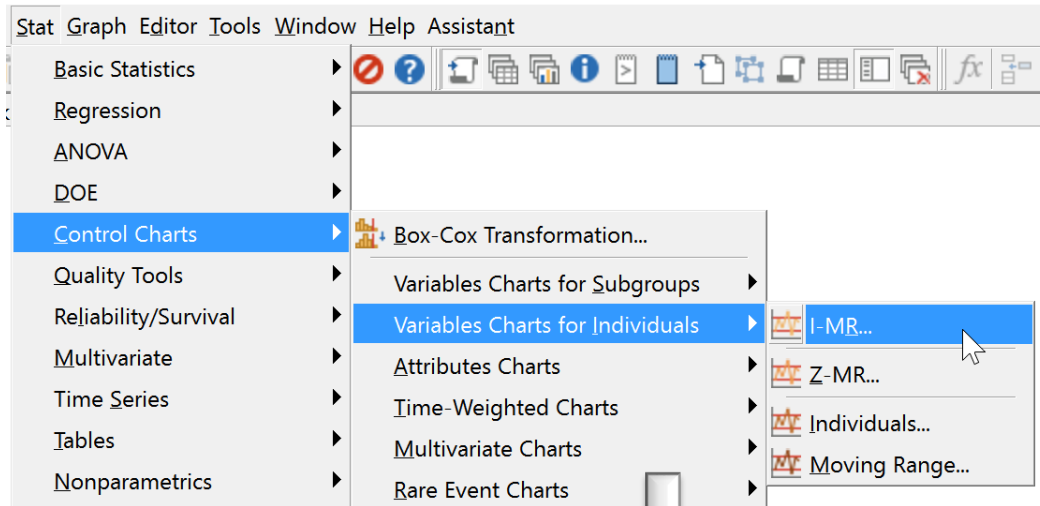 Stat Graph Editor Tools Window Help Assistant
fx
Basic Statistics
Regression
ANOVA
DOE
Control Charts
Quality Tools
Reliability/Survival
Multivariate
Time Series
Tables
Nonparametrics
Box-Cox Transformation...
Variables Charts for Subgroups
Variables Charts for Individuals
Attributes Charts
Time-Weighted Charts
Multivariate Charts
Rare Event Charts
I-MR...
Z-MR...
Individuals...
Moving Range...